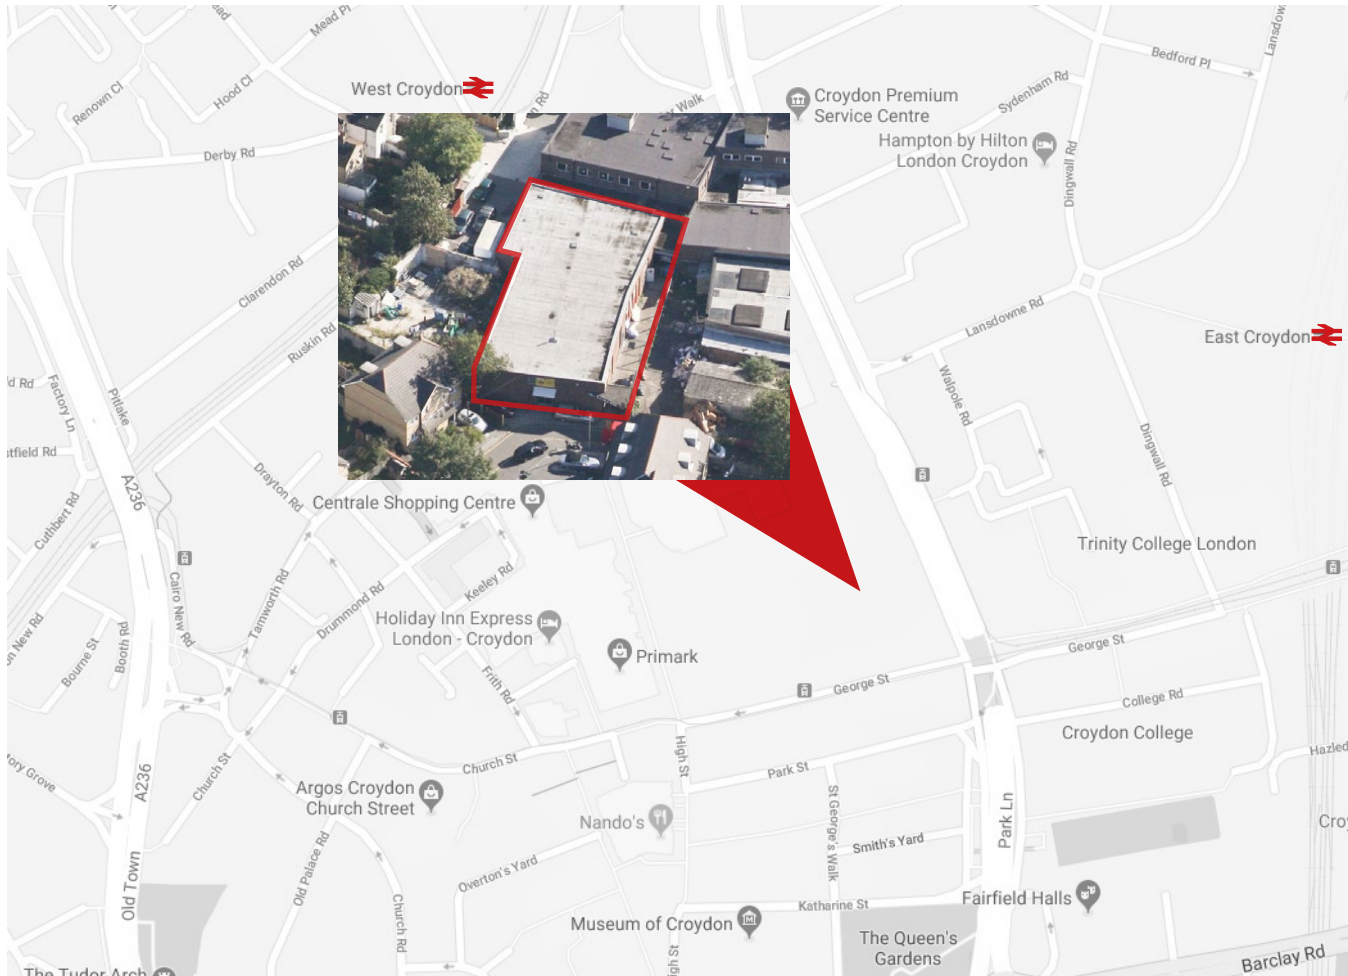 Mead Pl
Bedford Pl
Renown Cl
Hood Cl
West Croydon
Walk
Croydon Premium
Service Centre
Sydenham Rd
Hampton by Hilton
London Croydon
Derby Rd
Dingwall Rd
Clarendon Rd
Ruskin Rd
Lansdowne Rd
East Croydon
Factory Ln
Pitlake
Walpole Rd
Dingwall Rd
Drayton Rd
A236
Cuthbert Rd
Centrale Shopping Centre
Trinity College London
Keeley Rd
Cairo New Rd
Tamworth Rd
Drummond Rd
Holiday Inn Express
London - Croydon
Booth Rd
Bourne St
Primark
George St
Frith Rd
George St
College Rd
Croydon College
High St
Church St
Park St
A236
Church St
Argos Croydon
Church Street
Nando's
St George's Walk
Smith's Yard
Park Ln
Old Town
Old Palace Rd
Overton's Yard
Church Rd
Katharine St
Fairfield Halls
Museum of Croydon
The Queen's
Gardens
Barclay Rd
The Tudor Arch